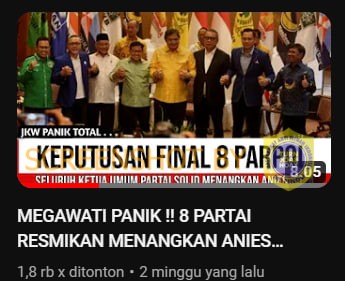 JKW PANIK TOTAL . . .
KEPUTUSAN FINAL 8 PARPOL
SELURUH KETUA UMUM PARTAI SOLID MENANGKAN ANIES
8:05
MEGAWATI PANIK !! 8 PARTAI
RESMIKAN MENANGKAN ANIES...
1,8 rb x ditonton • 2 minggu yang lalu